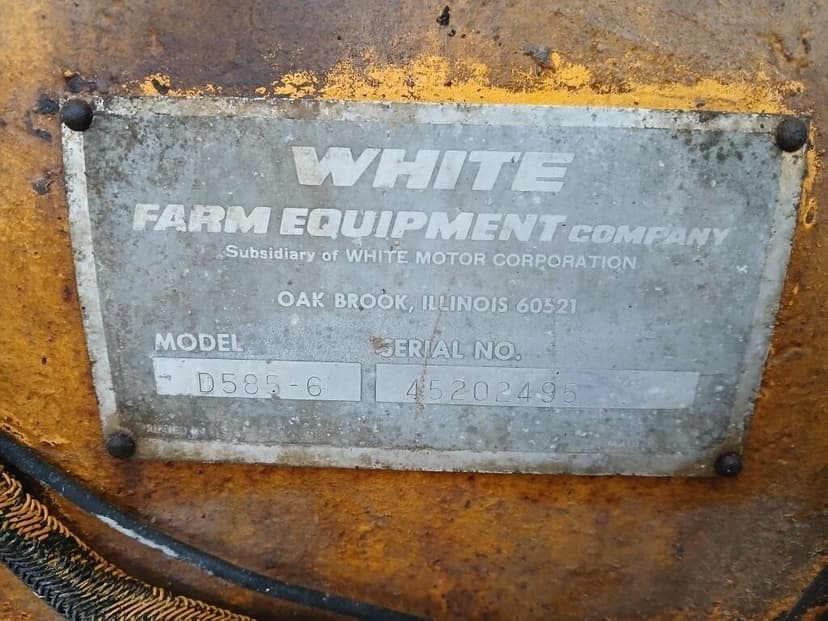 WHITE
FARM EQUIPMENT COMPANY
Subsidiary of WHITE MOTOR CORPORATION
OAK BROOK, ILLINOIS 60521
MODEL SERIAL NO.
D585-6 45202495